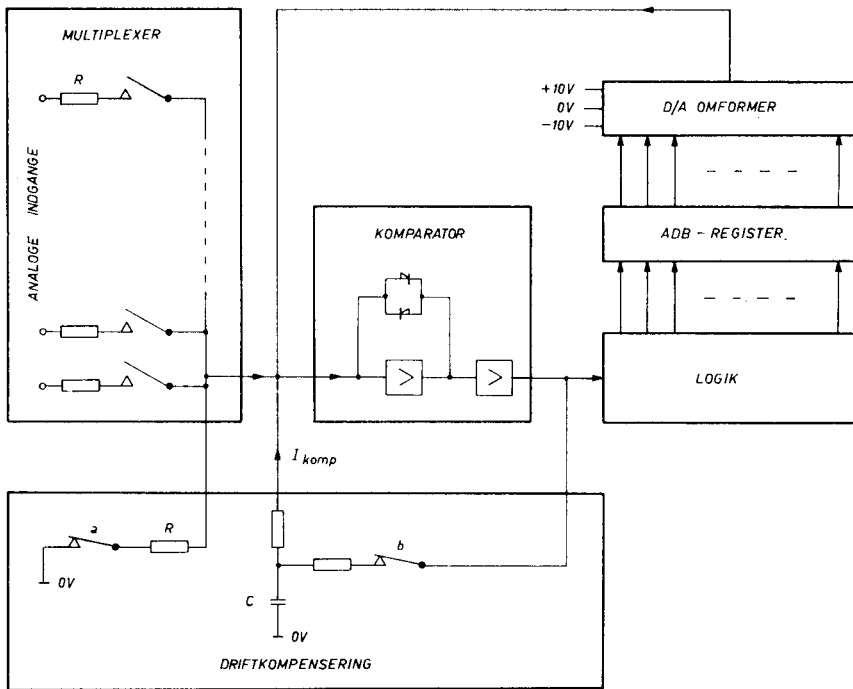 MULTIPLEXER
R
ANALOGE INDGANGE
+10V
0V
-10V
D/A OMFORMER
ADB-REGISTER
KOMPARATOR
>
>
LOGIK
I komp
a
R
b
0V
C
0V
DRIFTKOMPENSERING